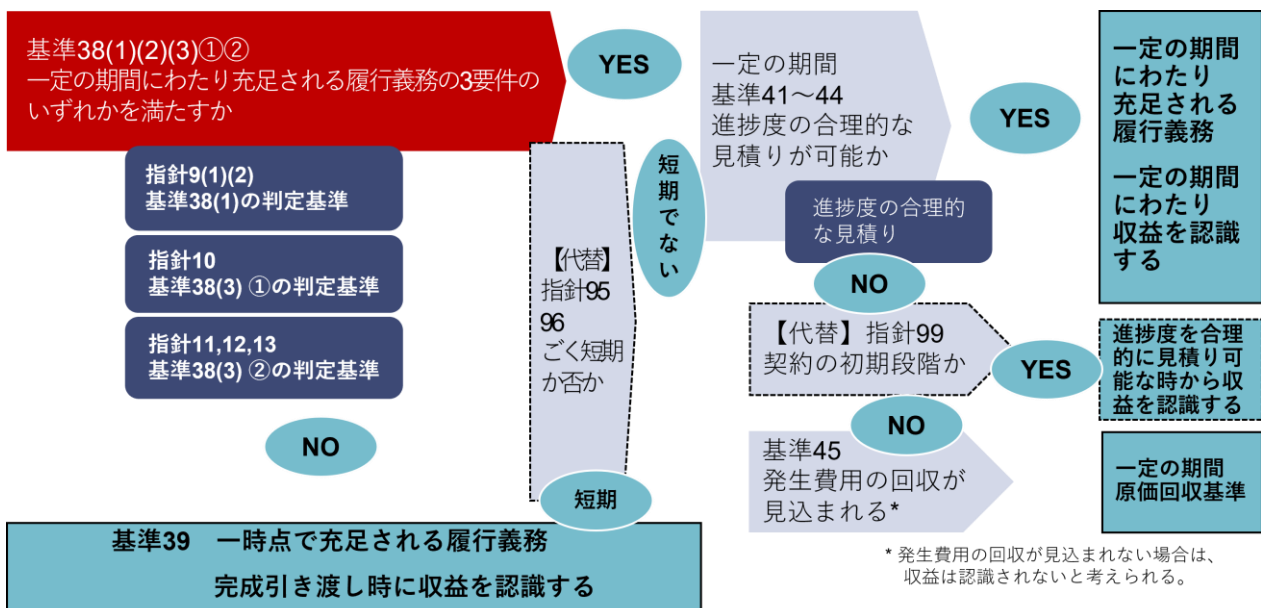 基準38(1)(2)(3)①②
一定の期間にわたり充足される履行義務の3要件の
いずれかを満たすか
YES
一定の期間
基準41～44
進捗度の合理的な
見積りが可能か
YES
一定の期間
にわたり
充足される
履行義務
一定の期間
にわたり
収益を認識
する
指針9(1)(2)
基準38(1)の判定基準
指針10
基準38(3) ①の判定基準
指針11,12,13
基準38(3) ②の判定基準
NO
【代替】
指針95
96
ごく短期
か否か
短期でない
短期
進捗度の合理的
な見積り
NO
【代替】指針99
契約の初期段階か
YES
進捗度を合理
的に見積り可
能な時から収
益を認識する
NO
基準45
発生費用の回収が
見込まれる*
一定の期間
原価回収基準
基準39　一時点で充足される履行義務
完成引き渡し時に収益を認識する
* 発生費用の回収が見込まれない場合は、
収益は認識されないと考えられる。